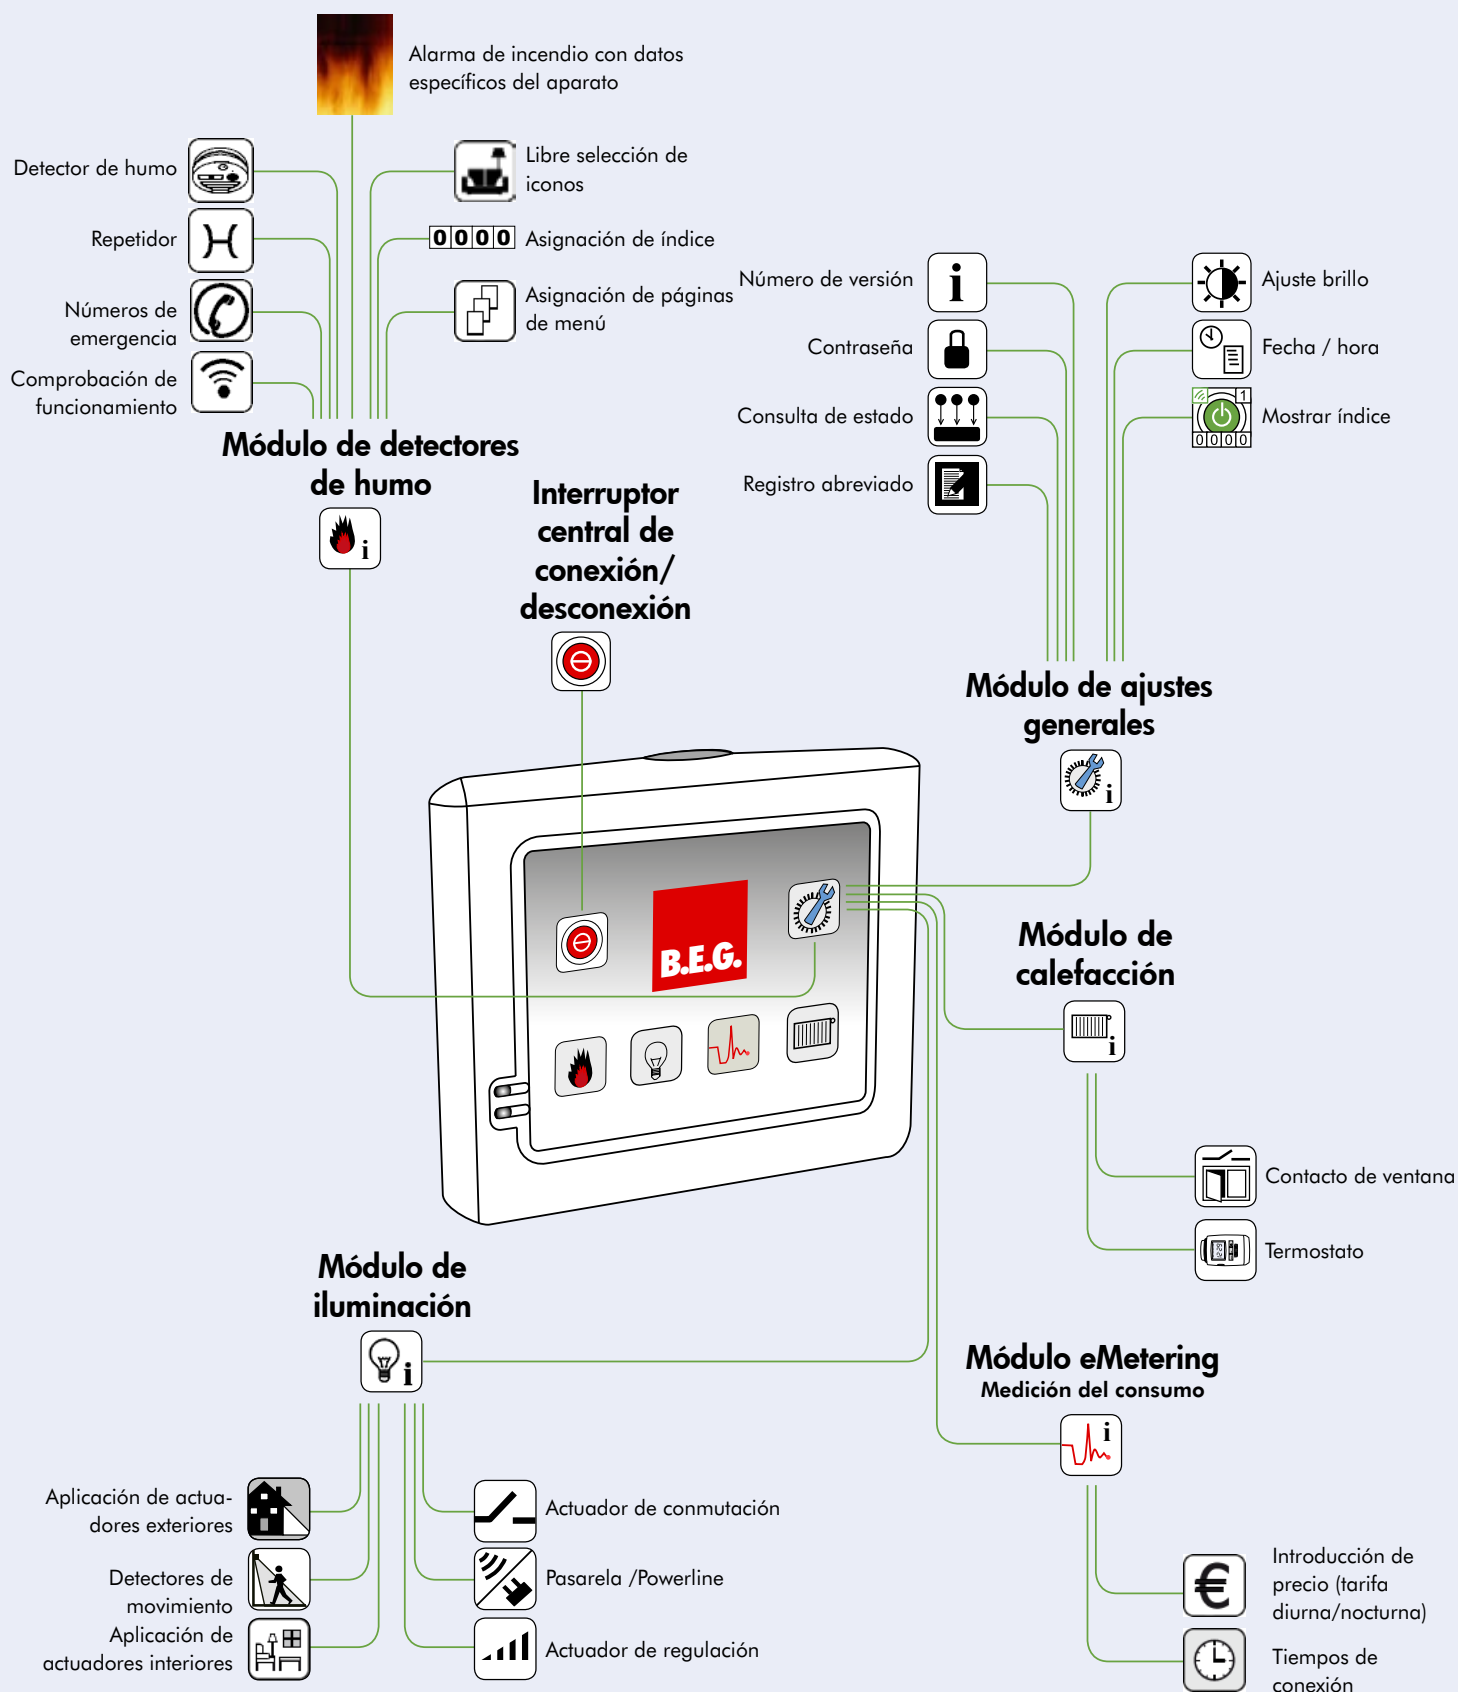 Alarma de incendio con datos
específicos del aparato
Detector de humo
Repetidor
Números de
emergencia
Comprobación de
funcionamiento
Libre selección de
iconos
0000
Asignación de índice
Asignación de páginas
de menú
Módulo de detectores
de humo
i
Interruptor
central de
conexión/
desconexión
Número de versión
i
Contraseña
Consulta de estado
Registro abreviado
Ajuste brillo
Fecha / hora
1
0000
Mostrar índice
Módulo de ajustes
generales
i
B.E.G.
Módulo de
calefacción
i
Contacto de ventana
Termostato
Módulo de
iluminación
i
Aplicación de actua-
dores exteriores
Detectores de
movimiento
Aplicación de
actuadores interiores
Actuador de conmutación
Pasarela /Powerline
Actuador de regulación
Módulo eMetering
Medición del consumo
i
€
Introducción de
precio (tarifa
diurna/nocturna)
Tiempos de
conexión